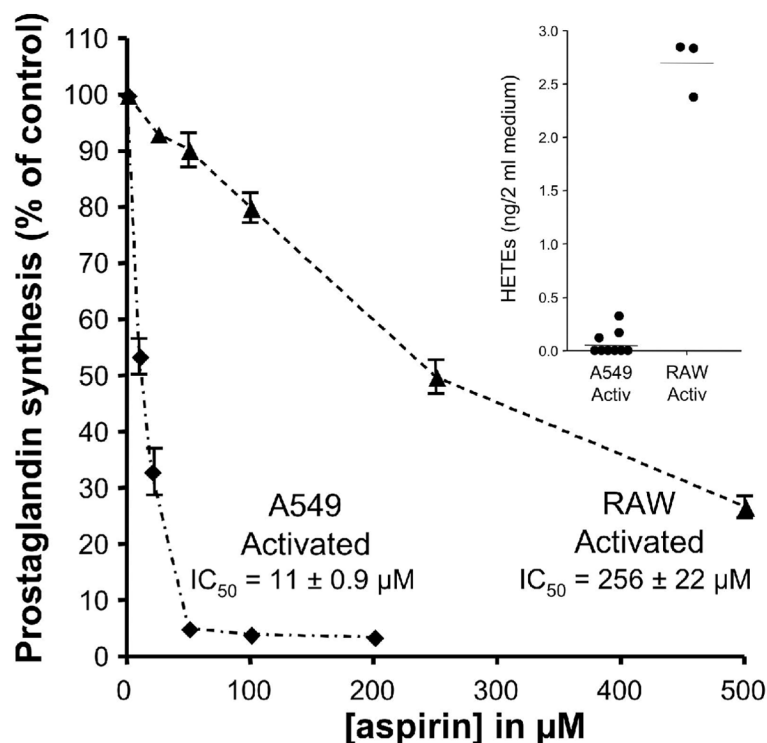 Prostaglandin synthesis (% of control)
110
100
90
80
70
60
50
40
30
20
10
0
0
100
200
300
400
500
[aspirin] in µM
A549
Activated
IC50 = 11 ± 0.9 µM
RAW
Activated
IC50 = 256 ± 22 µM
HETEs (ng/2 ml medium)
3.0
2.5
2.0
1.5
1.0
0.5
0.0
A549
Activ
RAW
Activ